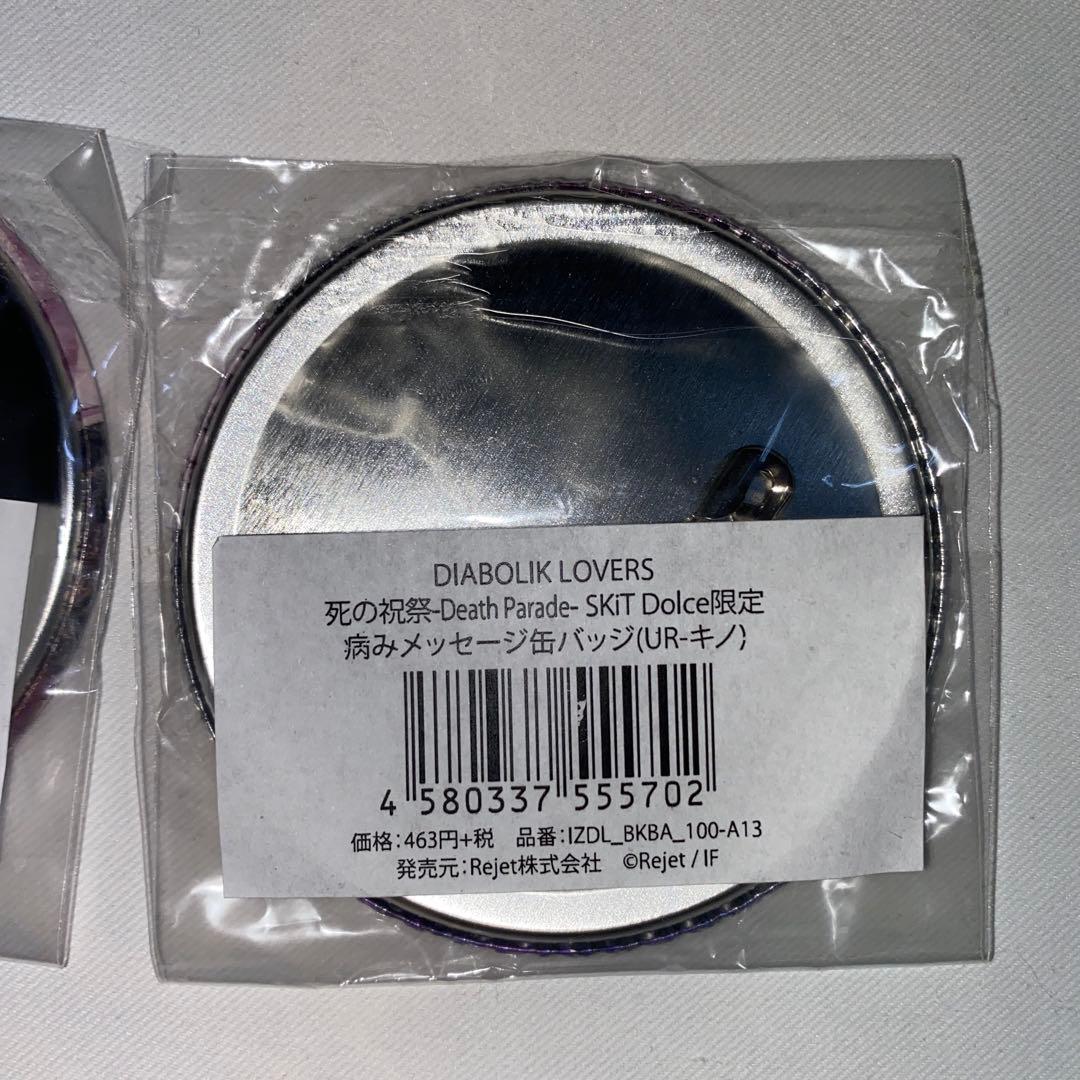 DIABOLIK LOVERS
死の祝祭-Death Parade- SKiT Dolce限定
病みメッセージ缶バッジ(UR-キノ)
4 580337 555702
価格:463円+税 品番:IZDL_BKBA_100-A13
発売元:Rejet株式会社 ©Rejet / IF